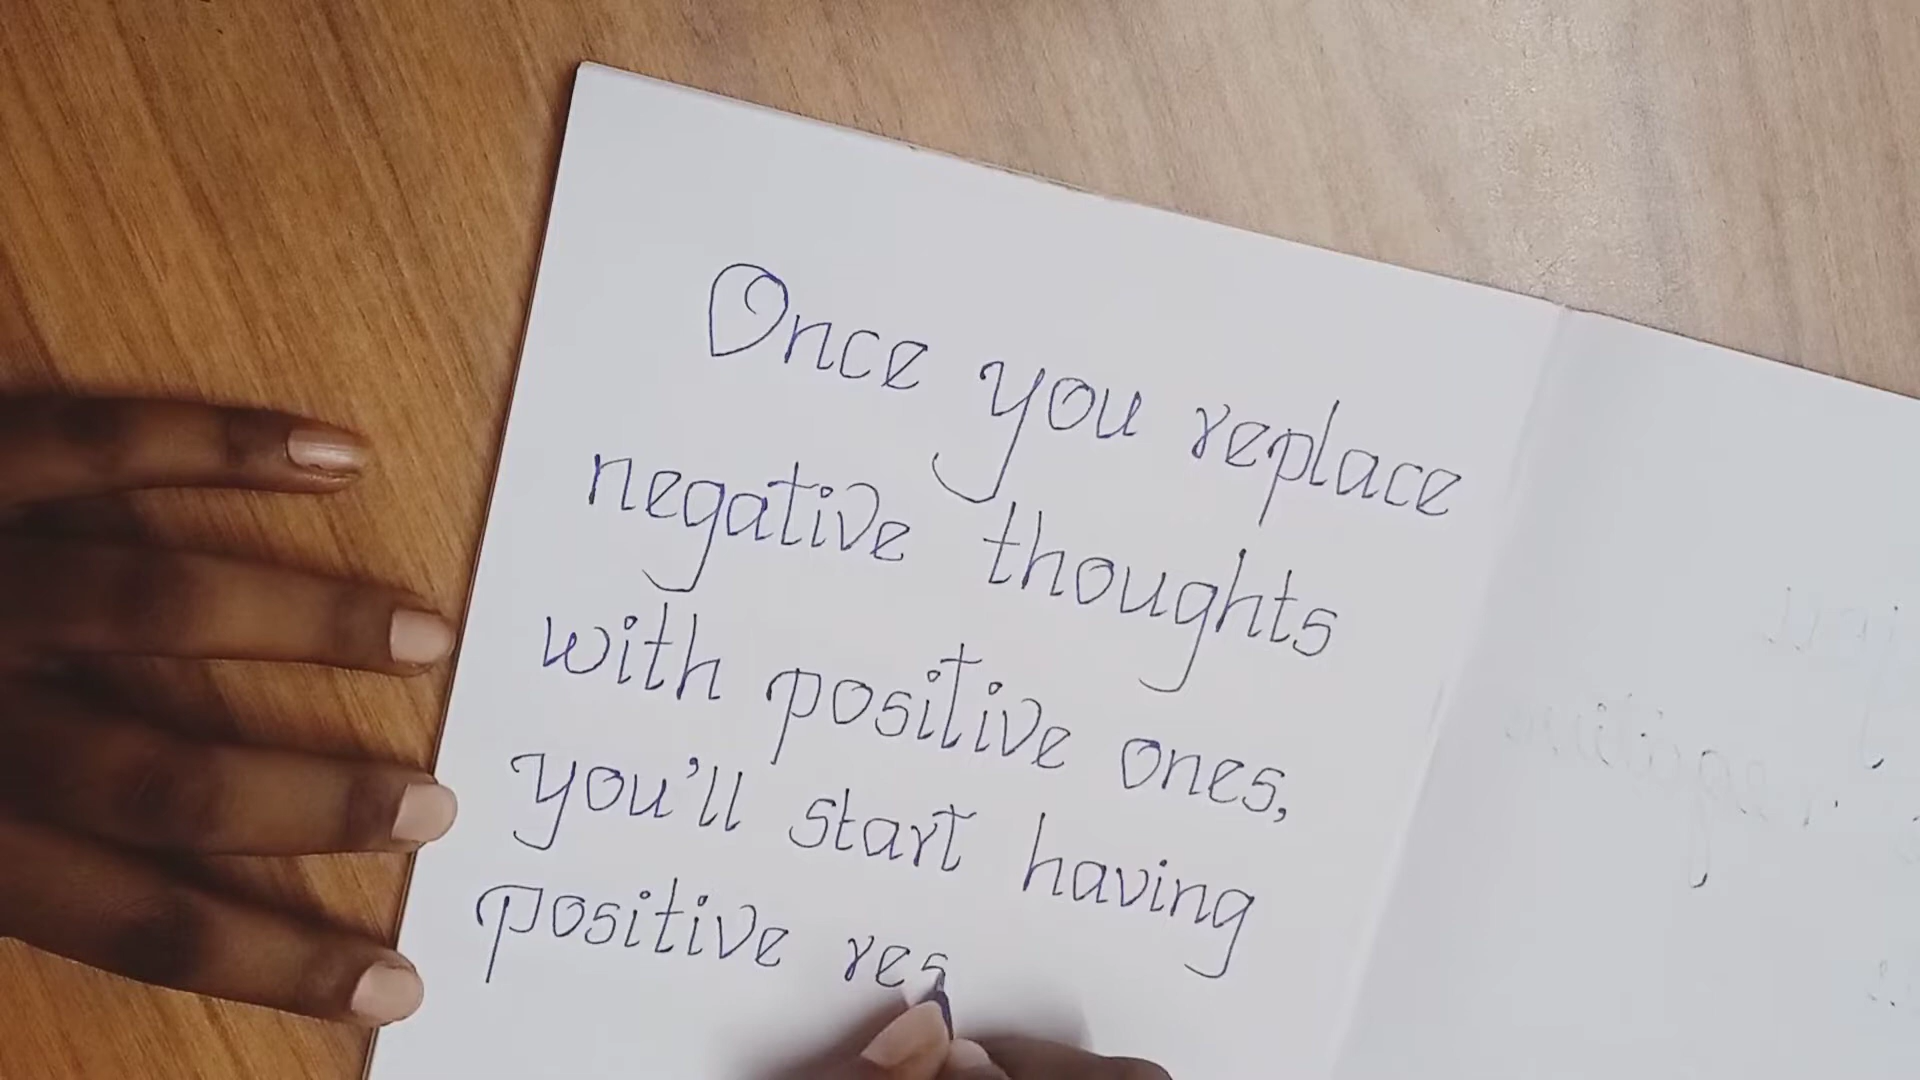 Once you replace
negative thoughts
with positive ones,
you'll start having
positive res